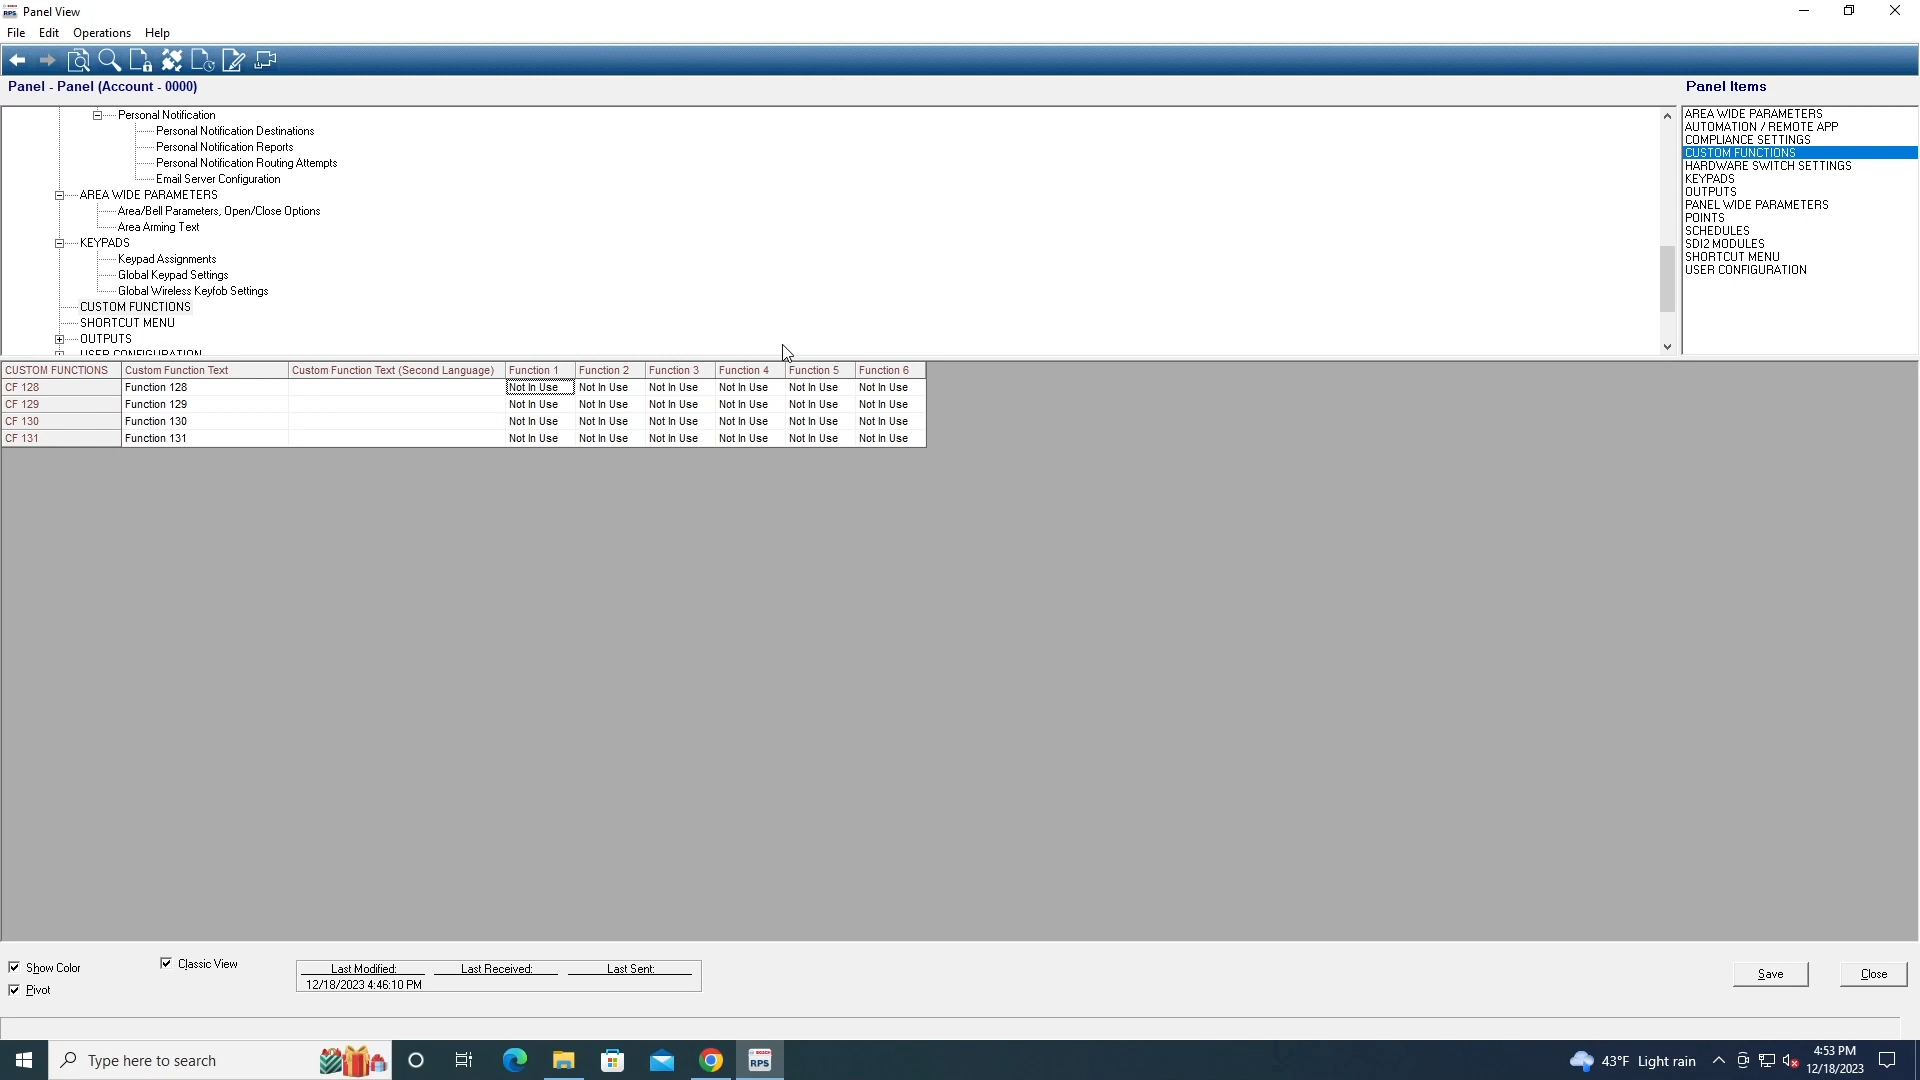 BOSCH
RPS
Panel View
File Edit Operations Help
Panel - Panel (Account - 0000)
Personal Notification
Personal Notification Destinations
Personal Notification Reports
Personal Notification Routing Attempts
Email Server Configuration
AREA WIDE PARAMETERS
Area/Bell Parameters, Open/Close Options
Area Arming Text
KEYPADS
Keypad Assignments
Global Keypad Settings
Global Wireless Keyfob Settings
CUSTOM FUNCTIONS
SHORTCUT MENU
OUTPUTS
USER CONFIGURATION
Panel Items
AREA WIDE PARAMETERS
AUTOMATION / REMOTE APP
COMPLIANCE SETTINGS
CUSTOM FUNCTIONS
HARDWARE SWITCH SETTINGS
KEYPADS
OUTPUTS
PANEL WIDE PARAMETERS
POINTS
SCHEDULES
SDI2 MODULES
SHORTCUT MENU
USER CONFIGURATION
CUSTOM FUNCTIONS Custom Function Text Custom Function Text (Second Language) Function 1 Function 2 Function 3 Function 4 Function 5 Function 6
CF 128 Function 128 Not In Use Not In Use Not In Use Not In Use Not In Use Not In Use
CF 129 Function 129 Not In Use Not In Use Not In Use Not In Use Not In Use Not In Use
CF 130 Function 130 Not In Use Not In Use Not In Use Not In Use Not In Use Not In Use
CF 131 Function 131 Not In Use Not In Use Not In Use Not In Use Not In Use Not In Use
Show Color
Classic View
Pivot
Last Modified: Last Received: Last Sent:
12/18/2023 4:46:10 PM
Save
Close
Type here to search
BOSCH
RPS
43°F Light rain
4:53 PM
12/18/2023